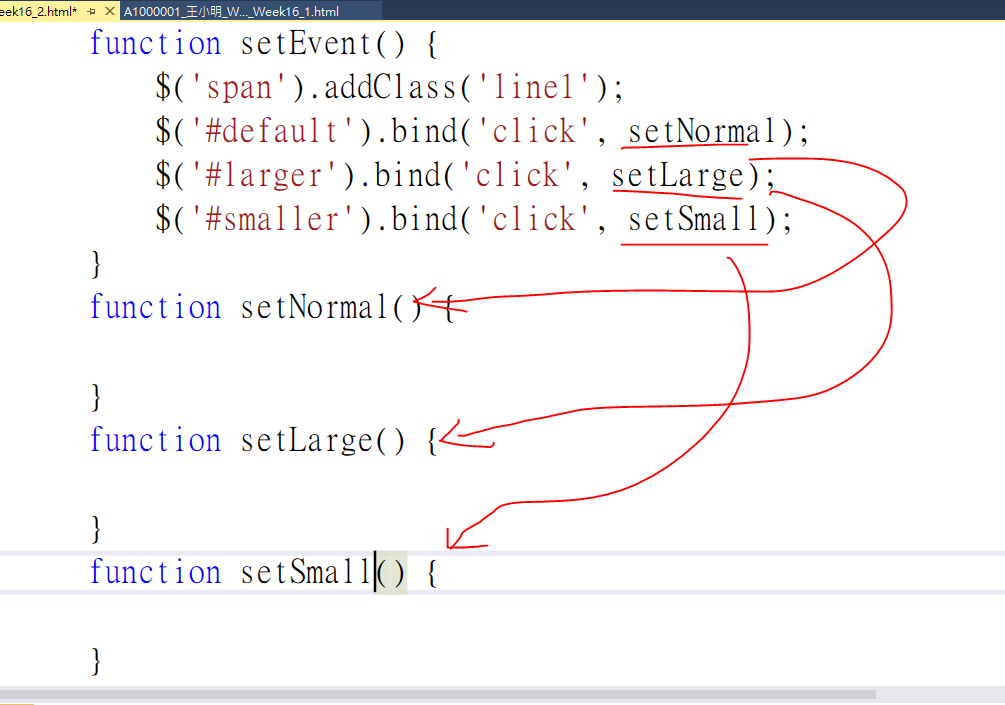 eek16_2.html* A1000001_王小明_W..._Week16_1.html
function setEvent() {
$('span').addClass('line1');
$('#default').bind('click', setNormal);
$('#larger').bind('click', setLarge);
$('#smaller').bind('click', setSmall);
}
function setNormal() {
}
function setLarge() {
}
function setSmall() {
}